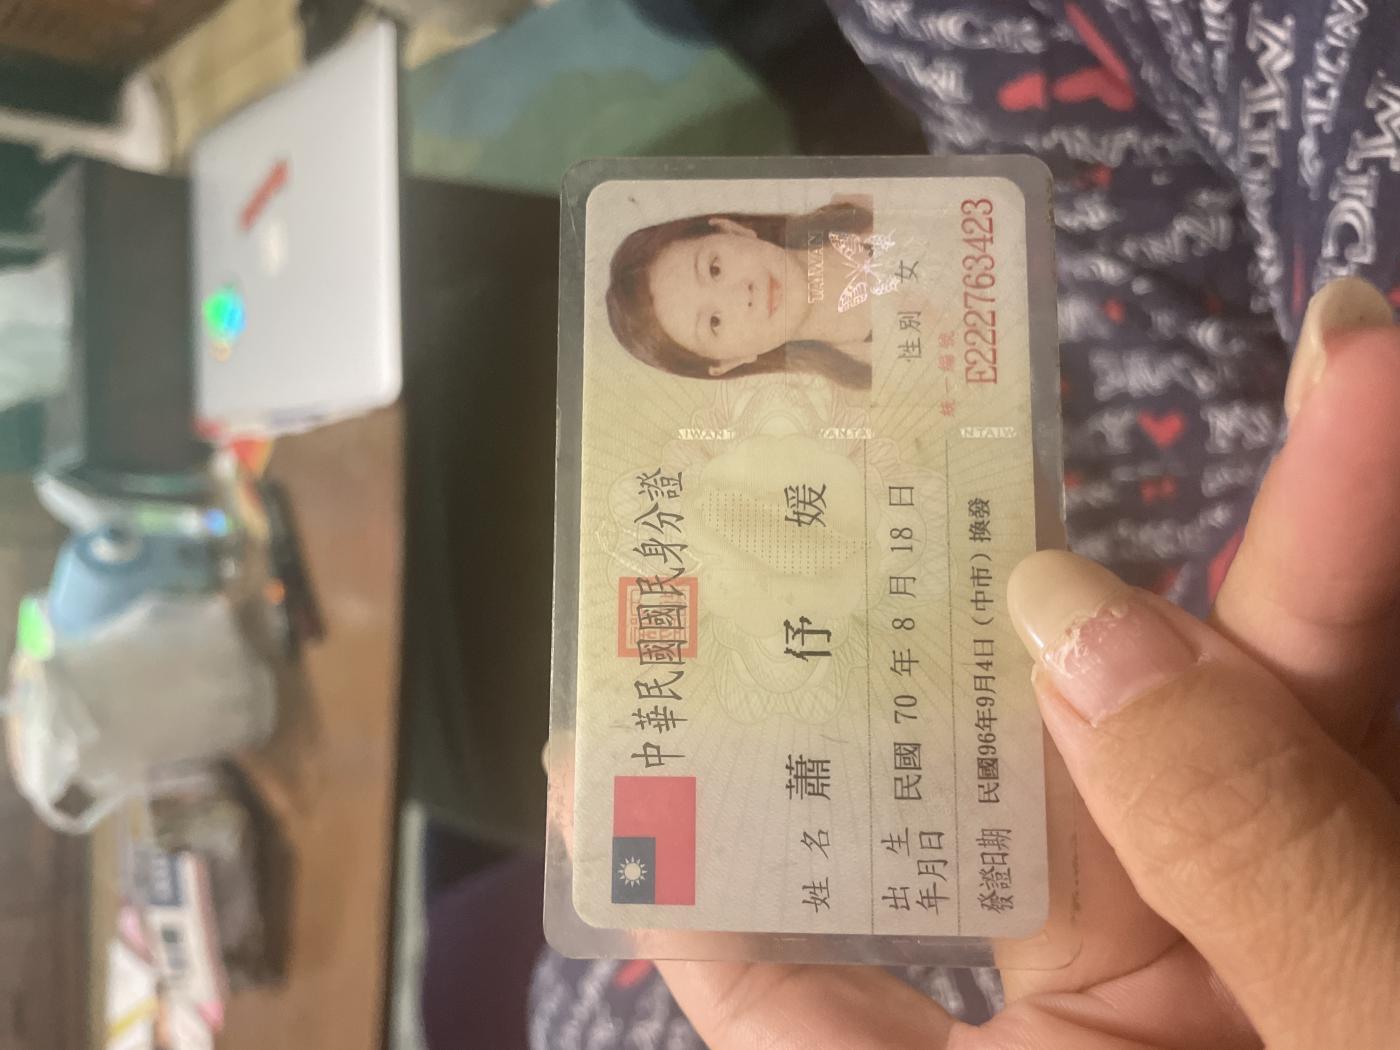 中華民國國民身分證
姓名 蕭伃媛
出生年月日 民國 70 年 8 月 18 日
性別 女
發證日期 民國96年9月4日（中市）換發
統一編號
E222763423
TAIWAN